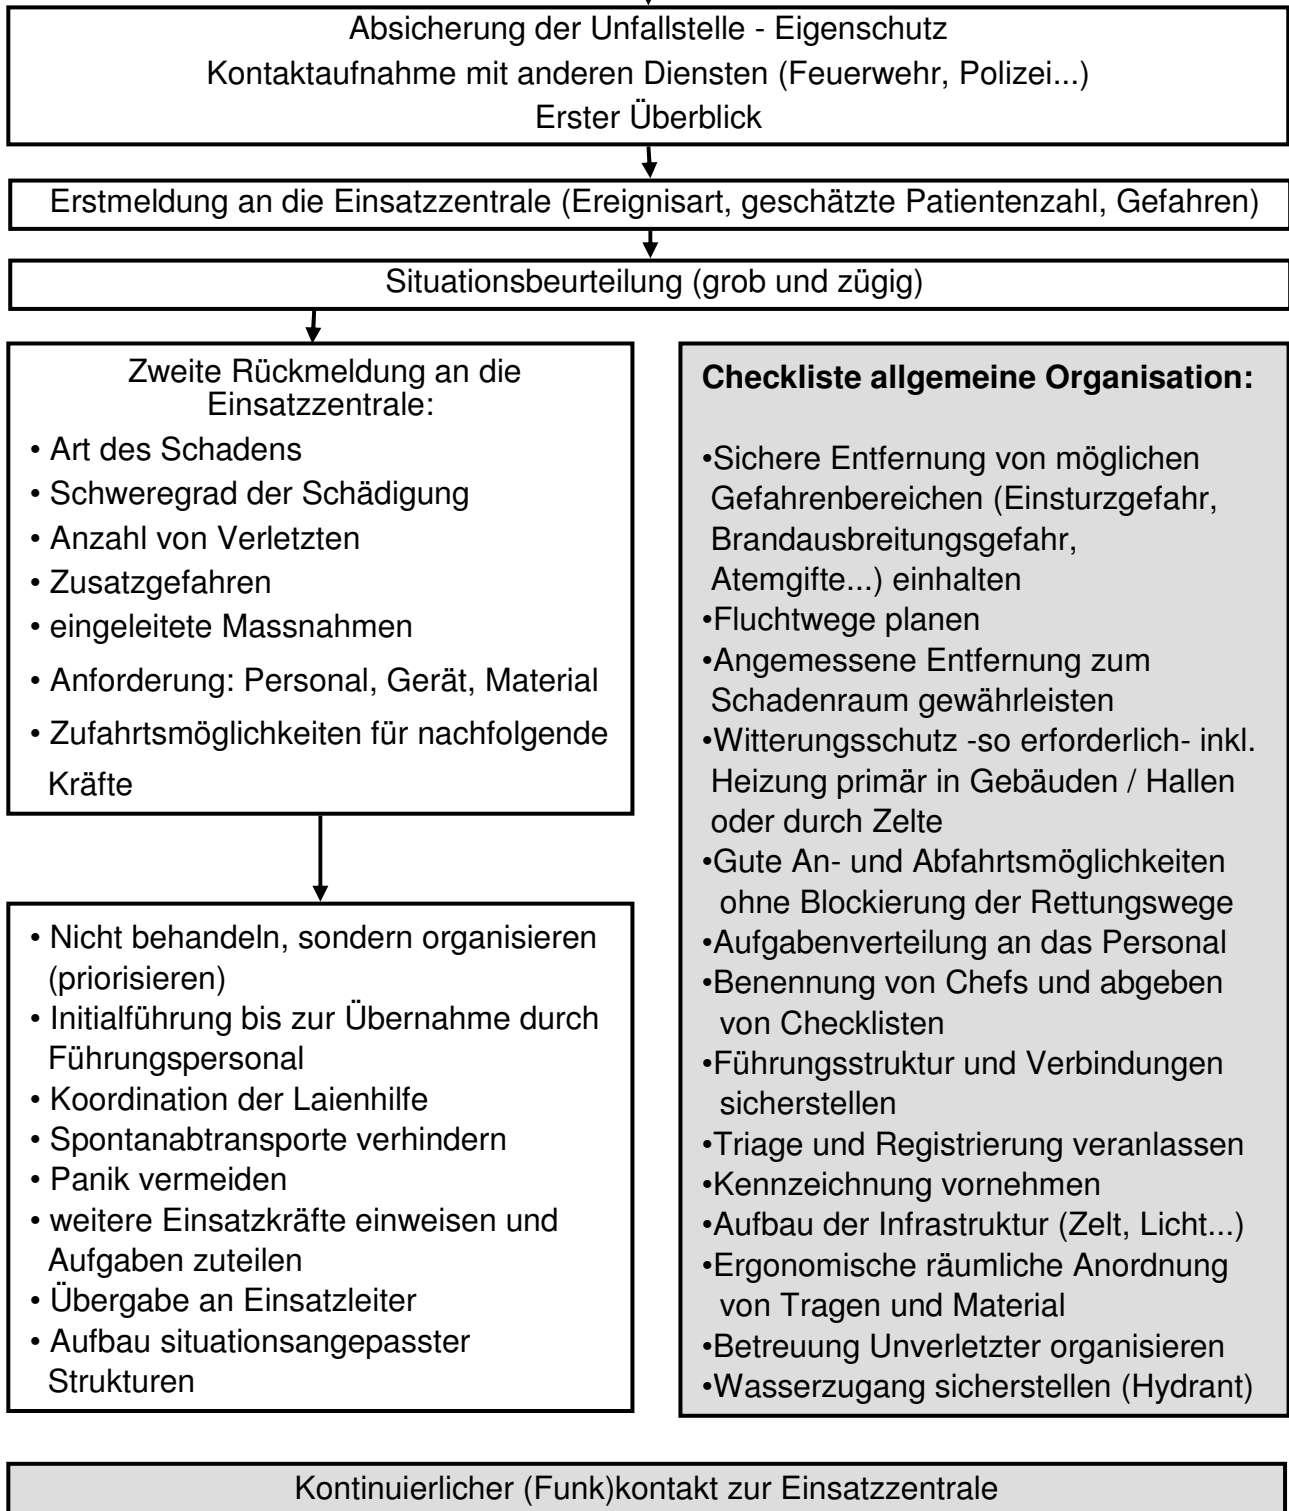 Absicherung der Unfallstelle - Eigenschutz
Kontaktaufnahme mit anderen Diensten (Feuerwehr, Polizei...)
Erster Überblick
Erstmeldung an die Einsatzzentrale (Ereignisart, geschätzte Patientenzahl, Gefahren)
Situationsbeurteilung (grob und zügig)
Zweite Rückmeldung an die
Einsatzzentrale:
• Art des Schadens
• Schweregrad der Schädigung
• Anzahl von Verletzten
• Zusatzgefahren
• eingeleitete Massnahmen
• Anforderung: Personal, Gerät, Material
• Zufahrtsmöglichkeiten für nachfolgende
Kräfte
• Nicht behandeln, sondern organisieren
(priorisieren)
• Initialführung bis zur Übernahme durch
Führungspersonal
• Koordination der Laienhilfe
• Spontanabtransporte verhindern
• Panik vermeiden
• weitere Einsatzkräfte einweisen und
Aufgaben zuteilen
• Übergabe an Einsatzleiter
• Aufbau situationsangepasster
Strukturen
Checkliste allgemeine Organisation:
•Sichere Entfernung von möglichen
Gefahrenbereichen (Einsturzgefahr,
Brandausbreitungsgefahr,
Atemgifte...) einhalten
•Fluchtwege planen
•Angemessene Entfernung zum
Schadenraum gewährleisten
•Witterungsschutz -so erforderlich- inkl.
Heizung primär in Gebäuden / Hallen
oder durch Zelte
•Gute An- und Abfahrtsmöglichkeiten
ohne Blockierung der Rettungswege
•Aufgabenverteilung an das Personal
•Benennung von Chefs und abgeben
von Checklisten
•Führungsstruktur und Verbindungen
sicherstellen
•Triage und Registrierung veranlassen
•Kennzeichnung vornehmen
•Aufbau der Infrastruktur (Zelt, Licht...)
•Ergonomische räumliche Anordnung
von Tragen und Material
•Betreuung Unverletzter organisieren
•Wasserzugang sicherstellen (Hydrant)
Kontinuierlicher (Funk)kontakt zur Einsatzzentrale